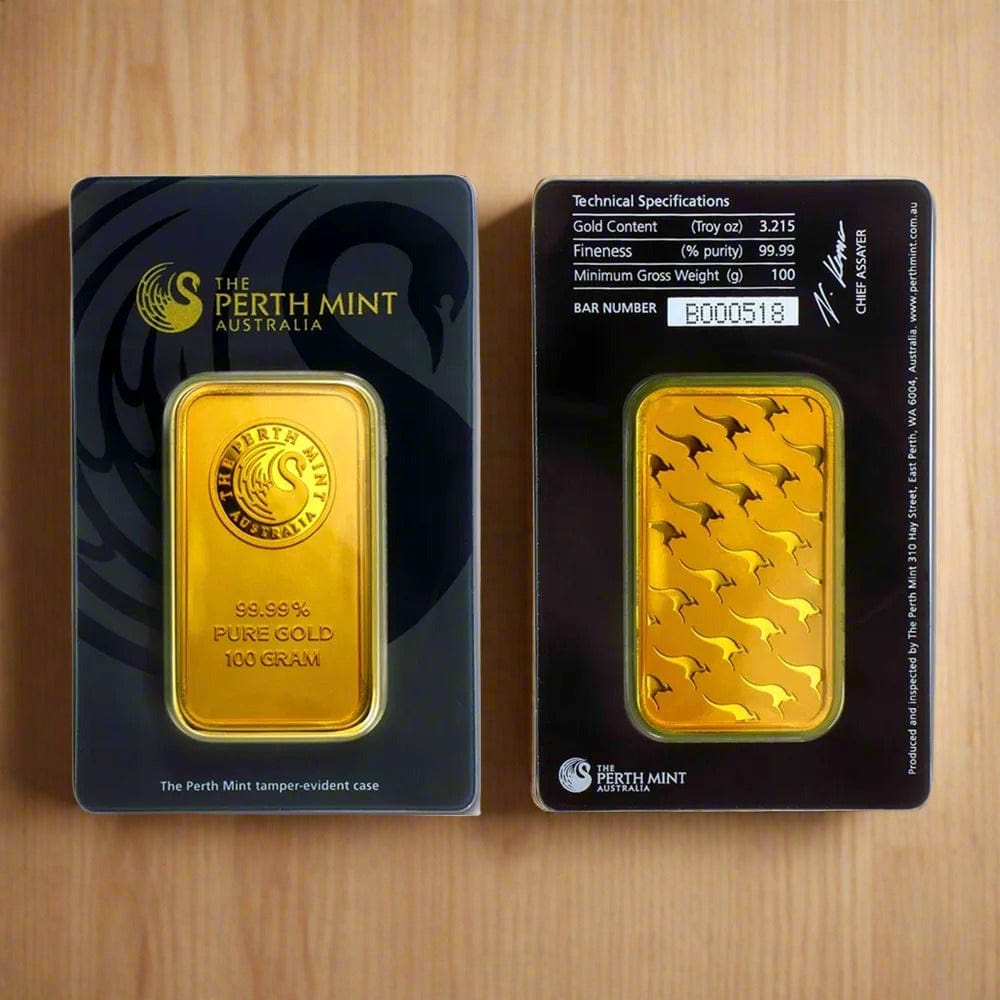 THE
PERTH MINT
AUSTRALIA
THE PERTH MINT
AUSTRALIA
99.99%
PURE GOLD
100 GRAM
The Perth Mint tamper-evident case
Technical Specifications
Gold Content (Troy oz) 3.215
Fineness (% purity) 99.99
Minimum Gross Weight (g) 100
BAR NUMBER B000518
CHIEF ASSAYER
Produced and inspected by The Perth Mint 310 Hay Street, East Perth, WA 6004, Australia. www.perthmint.com.au
THE
PERTH MINT
AUSTRALIA